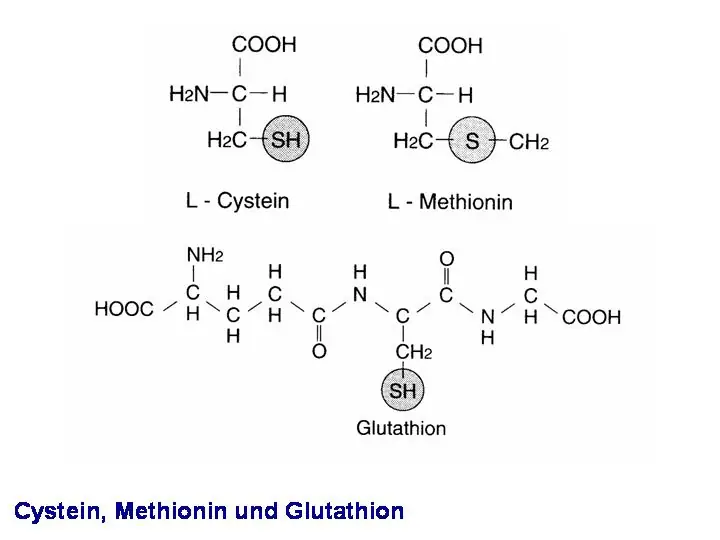 COOH COOH
H2N—C—H H2N—C—H
H2C—SH H2C—S—CH2
L - Cystein L - Methionin
NH2 H H O H
HOOC C H C N C C
H C H C C N H COOH
H O CH2 H
SH
Glutathion
Cystein, Methionin und Glutathion